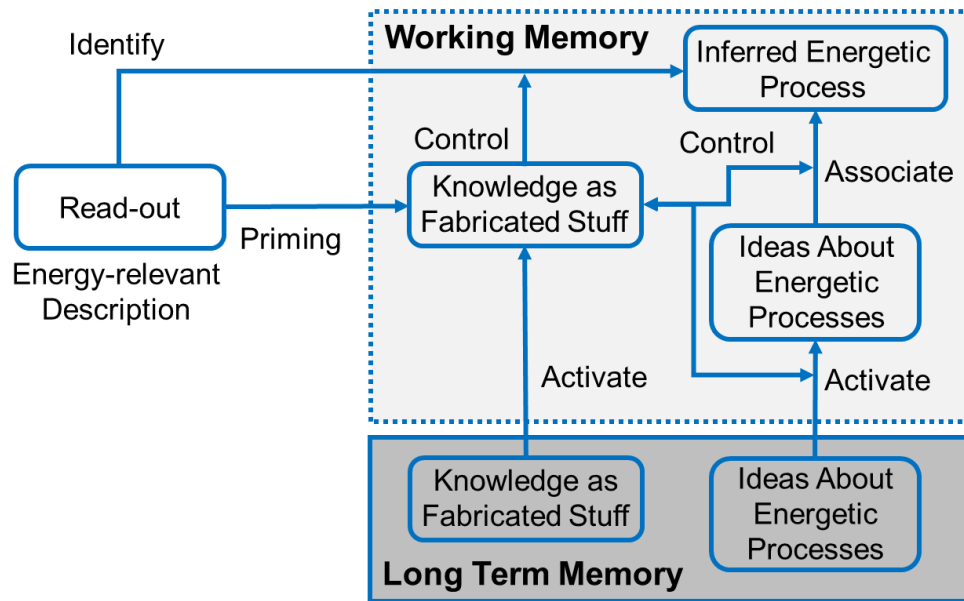 Identify
Working Memory
Inferred Energetic
Process
Control
Control
Associate
Read-out
Knowledge as
Fabricated Stuff
Priming
Energy-relevant
Description
Ideas About
Energetic
Processes
Activate
Activate
Knowledge as
Fabricated Stuff
Ideas About
Energetic
Processes
Long Term Memory